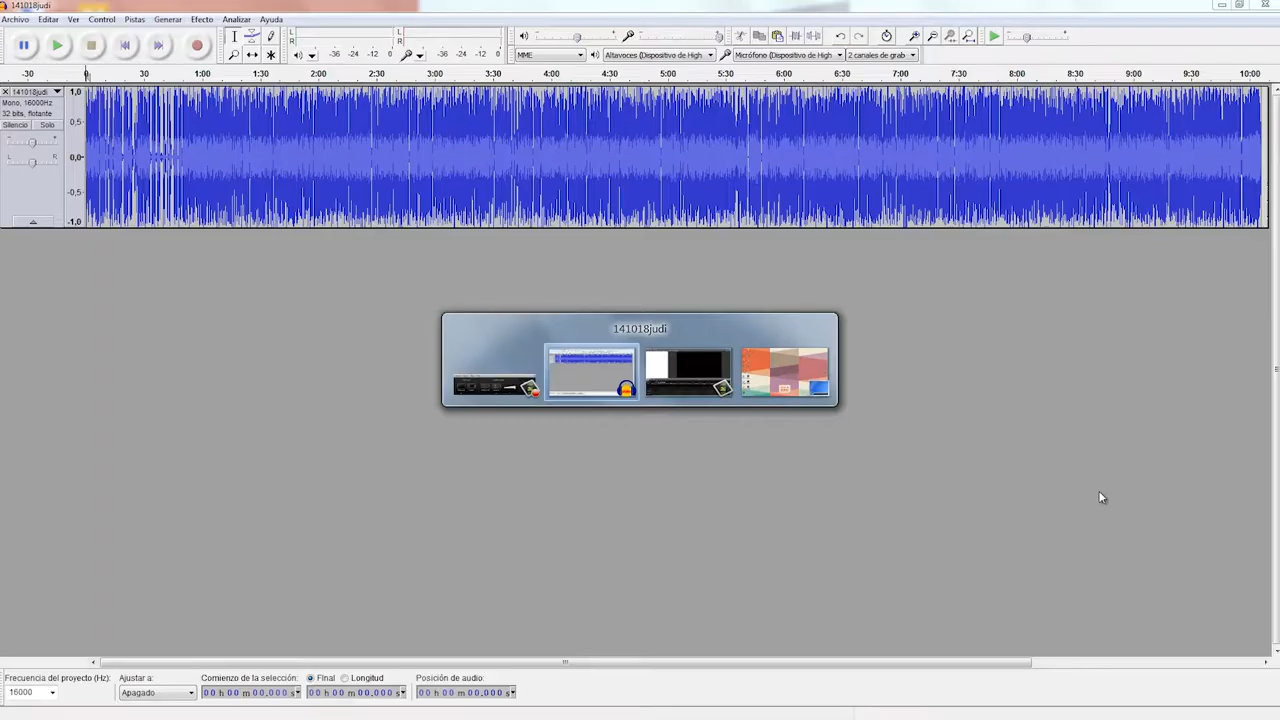 141018judi
Archivo Editar Ver Control Pistas Generar Efecto Analizar Ayuda
L
R
-36 -24 -12 0
L
R
-36 -24 -12 0
MME
Altavoces (Dispositivo de High
Micrófono (Dispositivo de High
2 canales de grab
-30 0 30 1:00 1:30 2:00 2:30 3:00 3:30 4:00 4:30 5:00 5:30 6:00 6:30 7:00 7:30 8:00 8:30 9:00 9:30 10:00
141018judi
Mono, 16000Hz
32 bits, flotante
Silencio Solo
- +
L R
1,0
0,5
0,0
-0,5
-1,0
141018judi
Frecuencia del proyecto (Hz):
16000
Ajustar a:
Apagado
Comienzo de la selección: Final Longitud
00 h 00 m 00,000 s
00 h 00 m 00,000 s
Posición de audio:
00 h 00 m 00,000 s